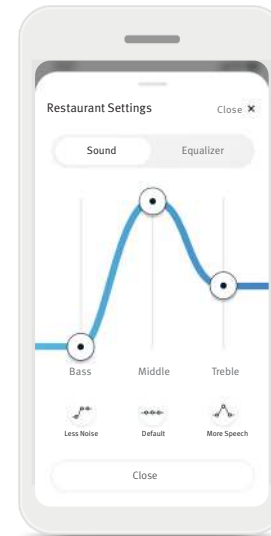 Restaurant Settings Close ×
Sound Equalizer
Bass Middle Treble
Less Noise Default More Speech
Close